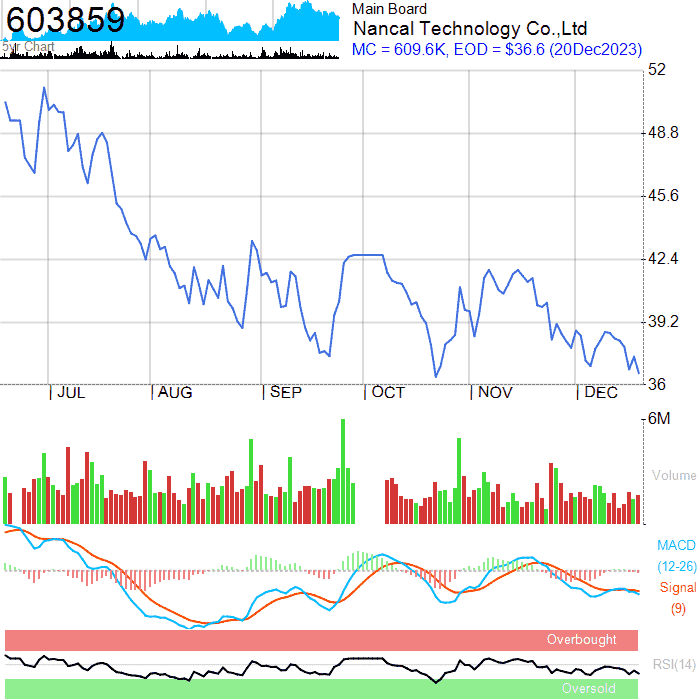 603859
5yr Chart
Main Board
Nancal Technology Co.,Ltd
MC = 609.6K, EOD = $36.6 (20Dec2023)
52
48.8
45.6
42.4
39.2
36
JUL AUG SEP OCT NOV DEC
6M
Volume
MACD
(12-26)
Signal
(9)
Overbought
RSI(14)
Oversold